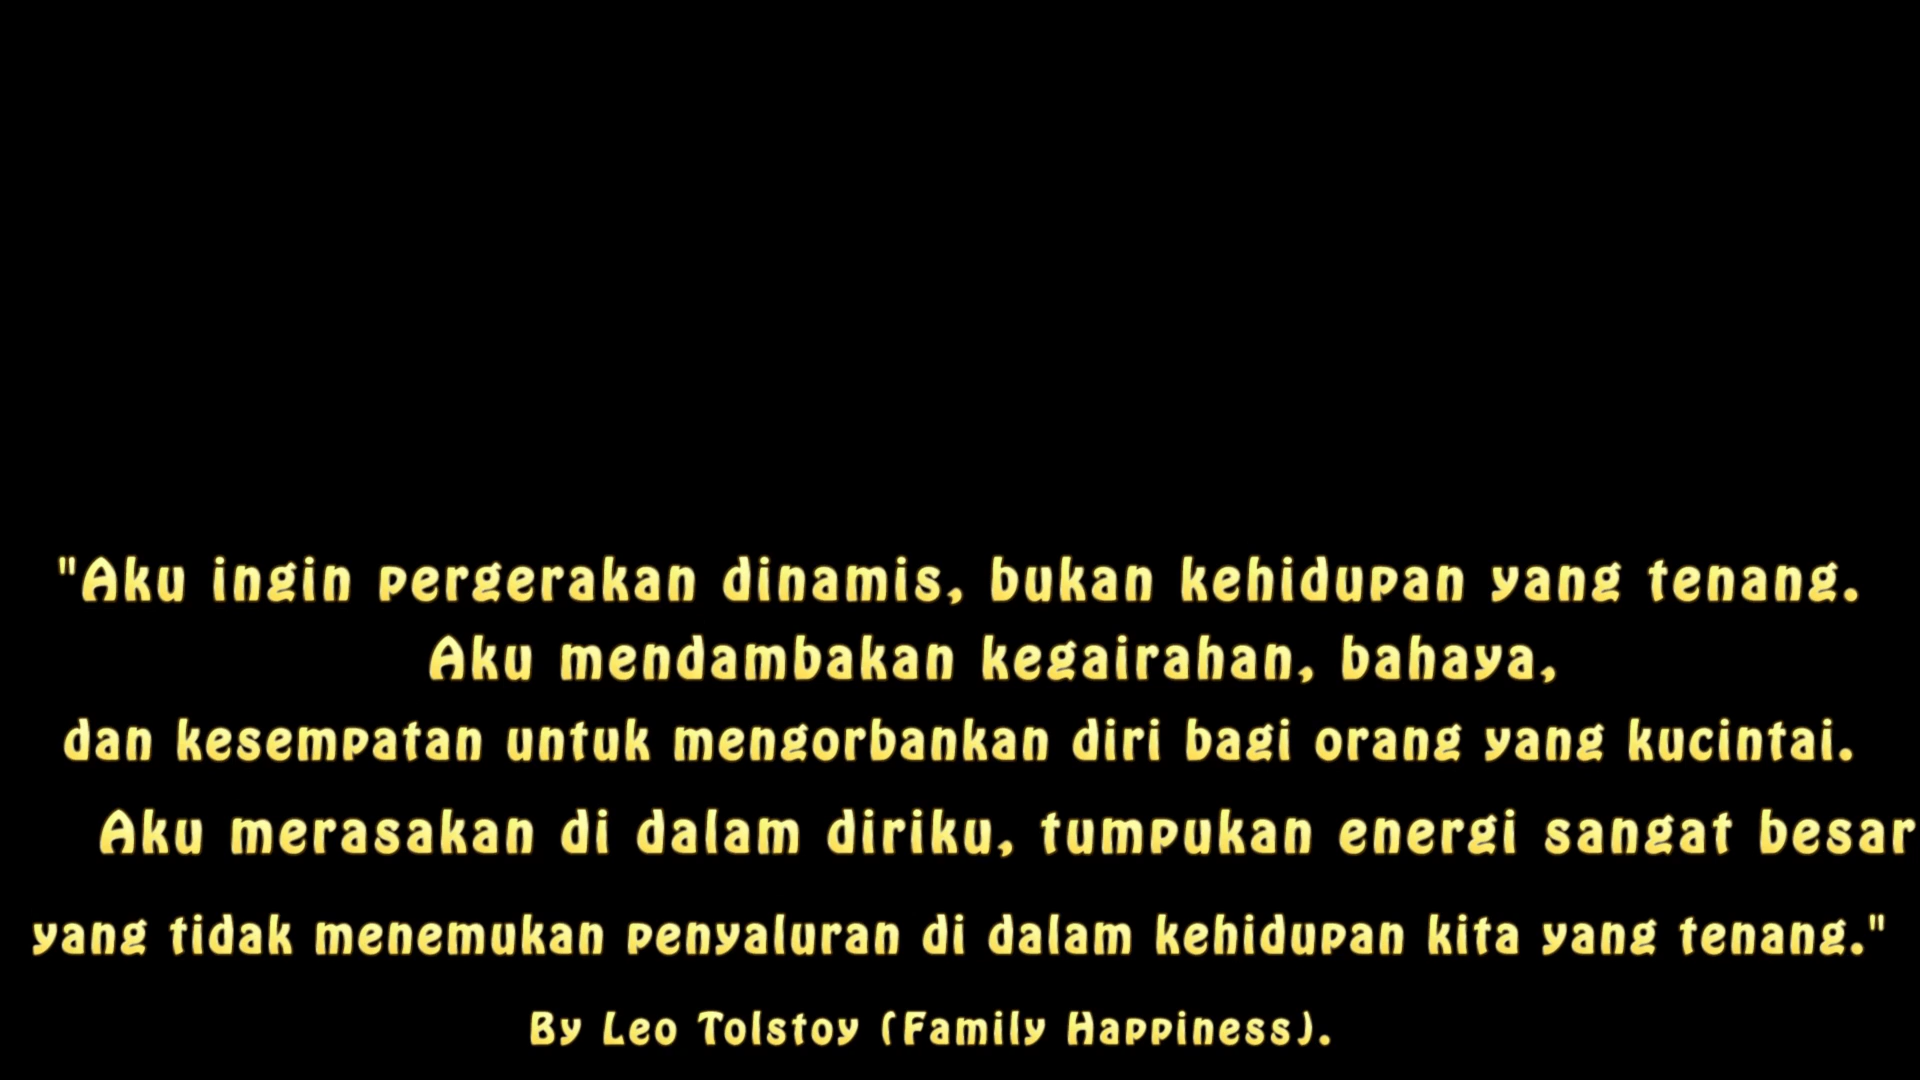 "Aku ingin pergerakan dinamis, bukan kehidupan yang tenang.
Aku mendambakan kegairahan, bahaya,
dan kesempatan untuk mengorbankan diri bagi orang yang kucintai.
Aku merasakan di dalam diriku, tumpukan energi sangat besar
yang tidak menemukan penyaluran di dalam kehidupan kita yang tenang."
By Leo Tolstoy (Family Happiness).